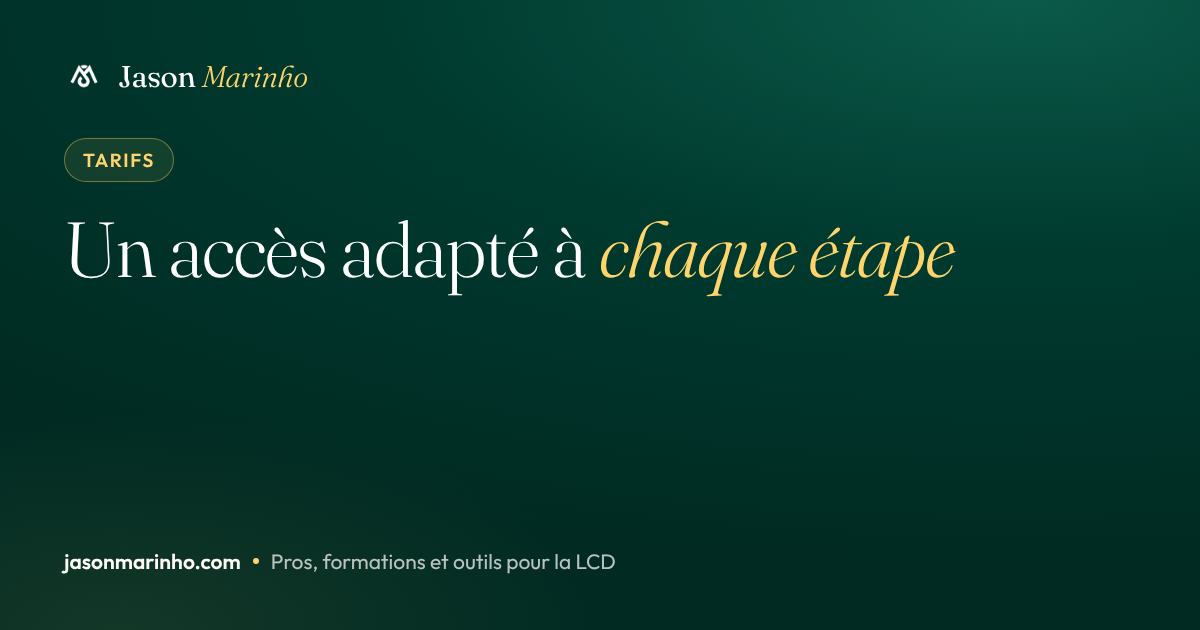 Jason Marinho
TARIFS
Un accès adapté à chaque étape
jasonmarinho.com • Pros, formations et outils pour la LCD